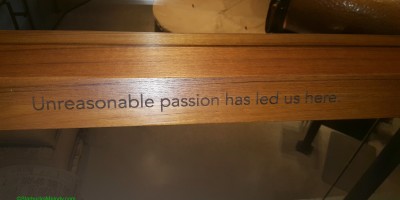 Unreasonable passion has led us here.